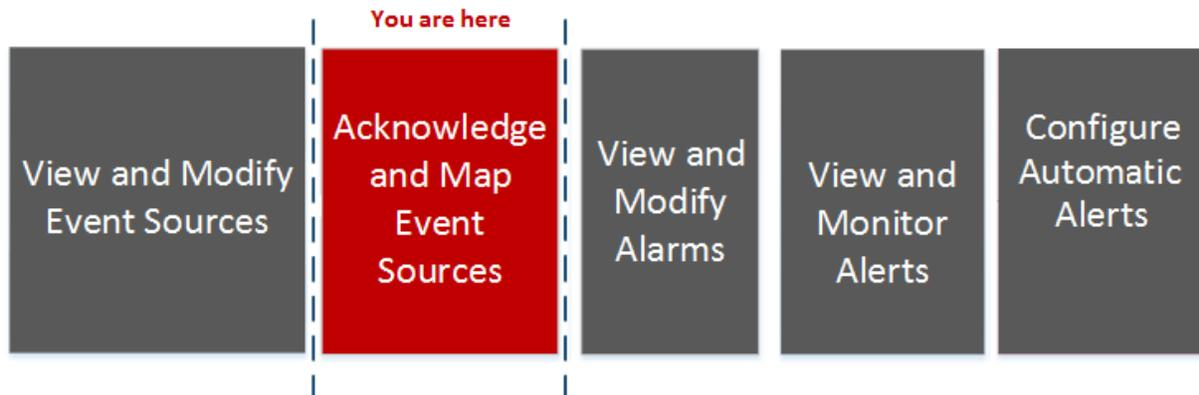 You are here
View and Modify
Event Sources
Acknowledge
and Map
Event
Sources
View and
Modify
Alarms
View and
Monitor
Alerts
Configure
Automatic
Alerts